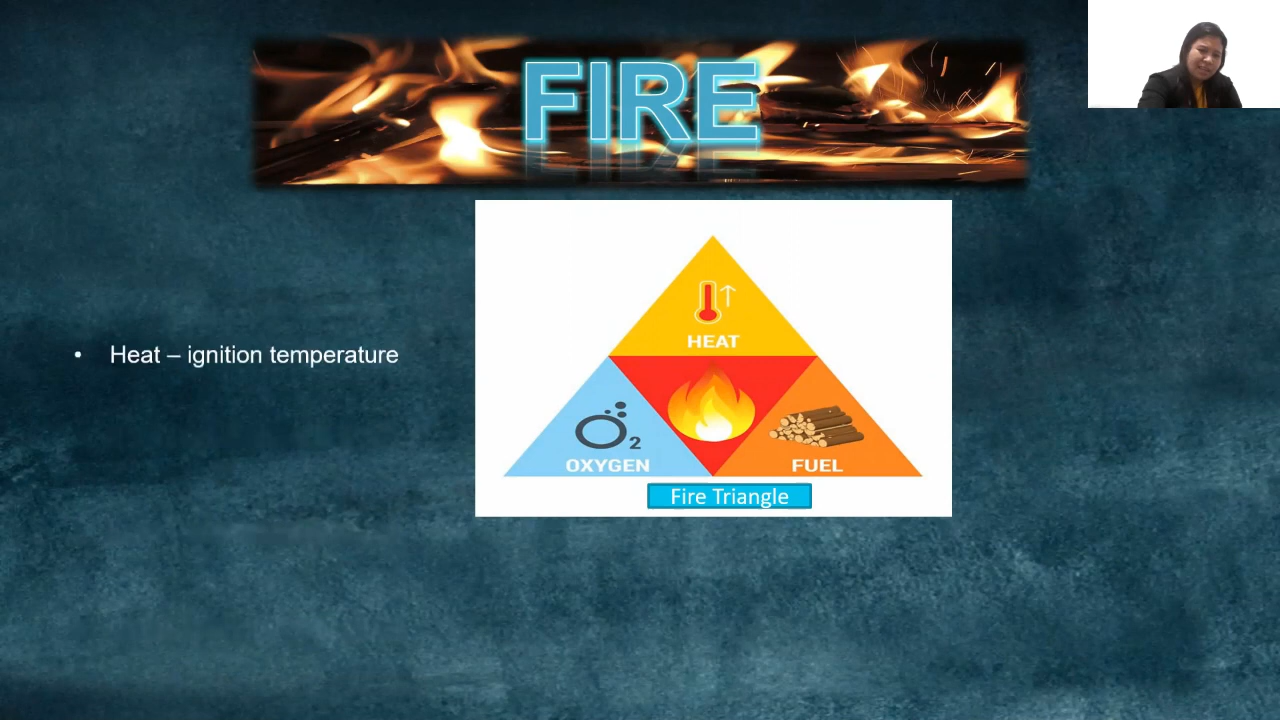 FIRE
• Heat – ignition temperature
HEAT
O2
OXYGEN
FUEL
Fire Triangle